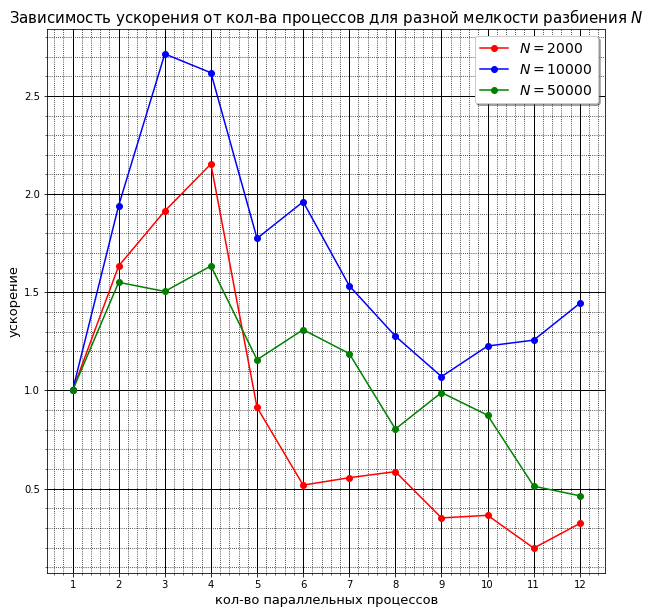 Зависимость ускорения от кол-ва процессов для разной мелкости разбиения N
N = 2000
N = 10000
N = 50000
ускорение
2.5
2.0
1.5
1.0
0.5
1 2 3 4 5 6 7 8 9 10 11 12
кол-во параллельных процессов